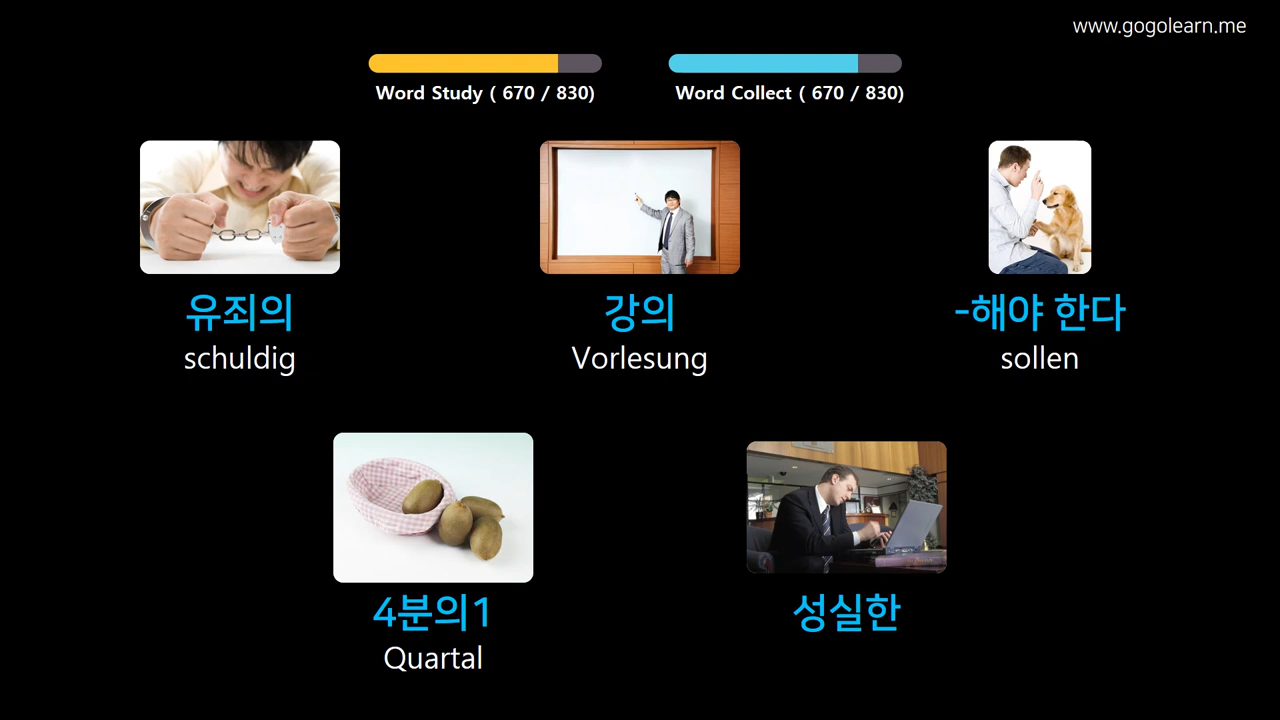 www.gogolearn.me
Word Study ( 670 / 830)
Word Collect ( 670 / 830)
유죄의
schuldig
강의
Vorlesung
-해야 한다
sollen
4분의1
Quartal
성실한